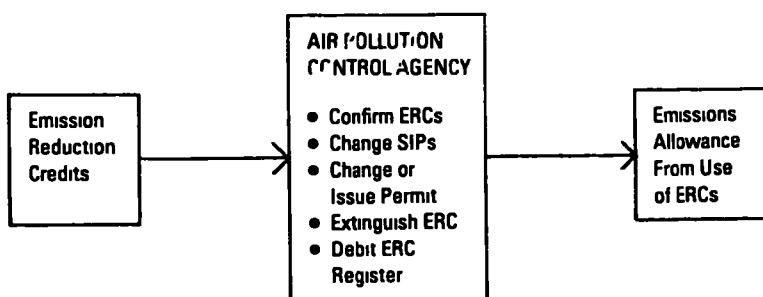 Emission
Reduction
Credits
AIR POLLUTION
CONTROL AGENCY
● Confirm ERCs
● Change SIPs
● Change or
Issue Permit
● Extinguish ERC
● Debit ERC
Register
Emissions
Allowance
From Use
of ERCs